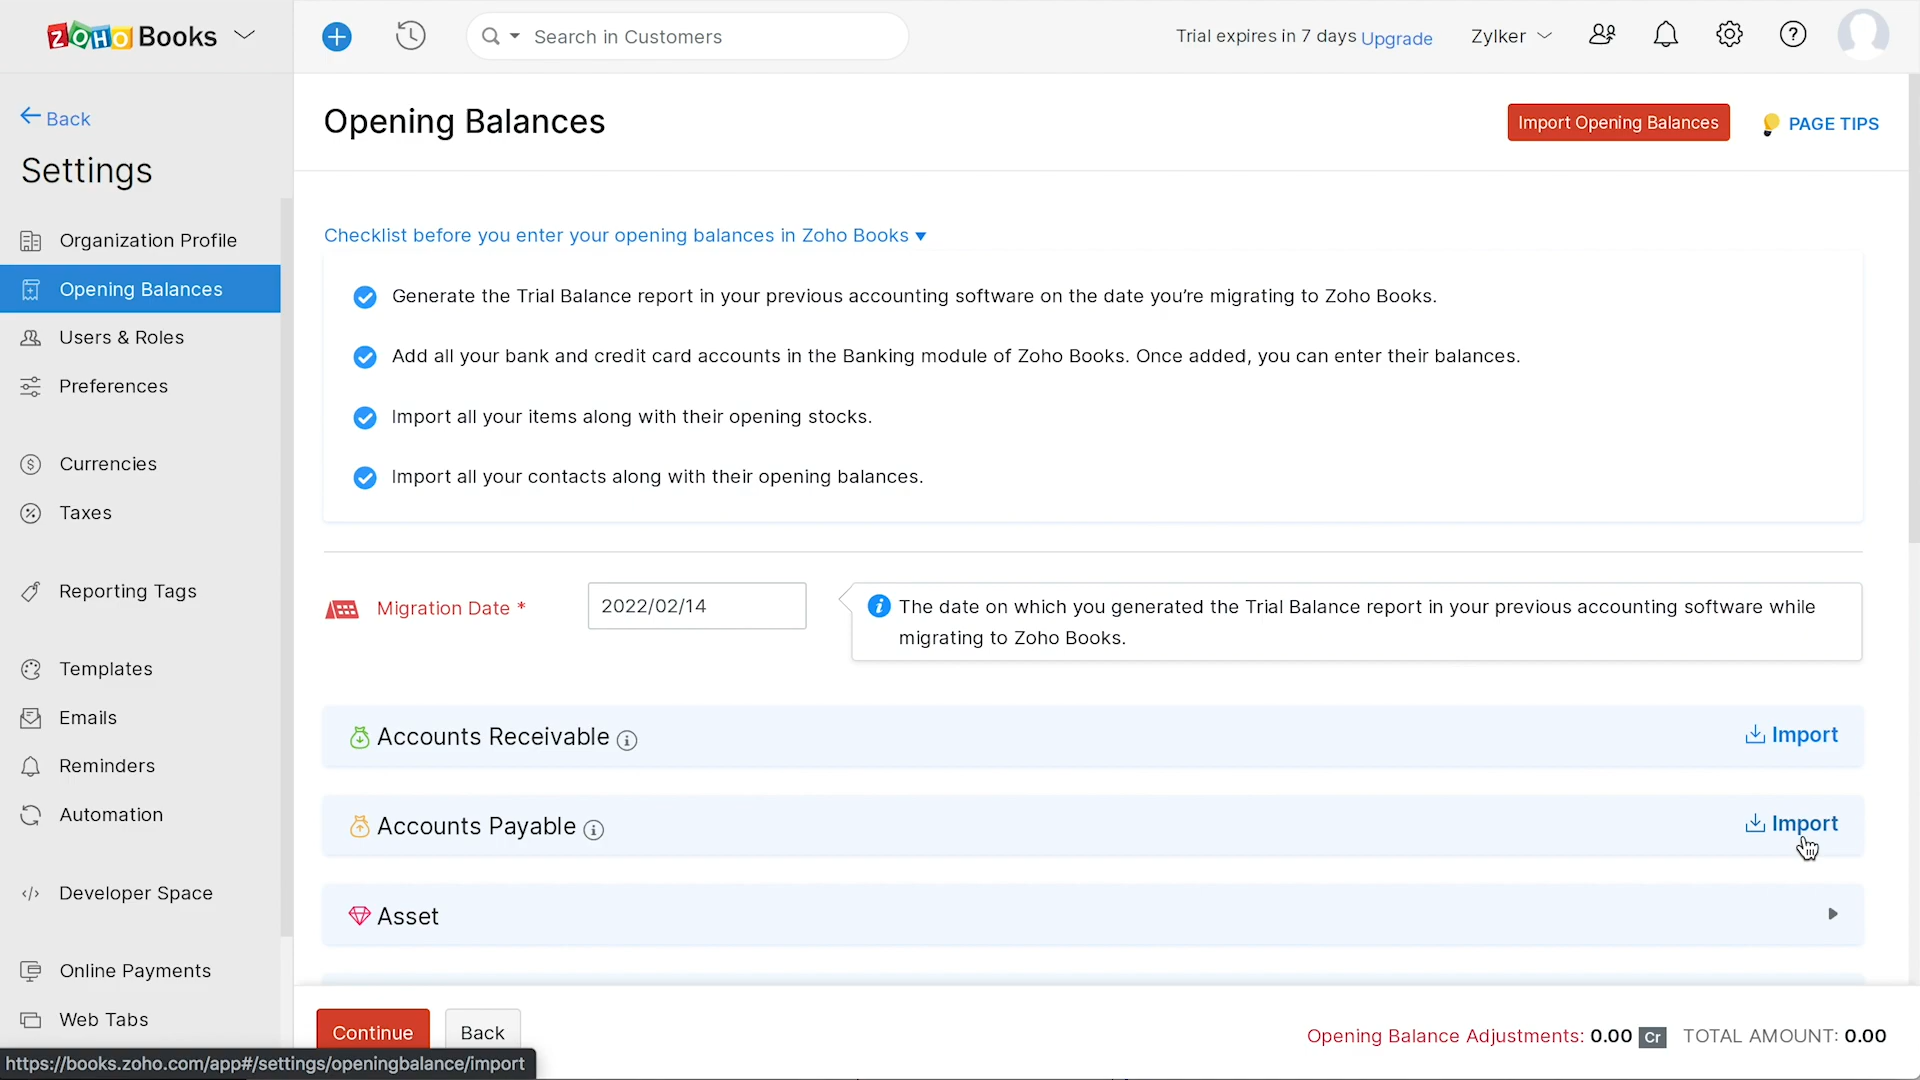 ZOHO Books
Search in Customers
Trial expires in 7 days Upgrade
Zylker
Back
Settings
Organization Profile
Opening Balances
Users & Roles
Preferences
Currencies
Taxes
Reporting Tags
Templates
Emails
Reminders
Automation
Developer Space
Online Payments
Web Tabs
Opening Balances
Import Opening Balances
PAGE TIPS
Checklist before you enter your opening balances in Zoho Books
Generate the Trial Balance report in your previous accounting software on the date you're migrating to Zoho Books.
Add all your bank and credit card accounts in the Banking module of Zoho Books. Once added, you can enter their balances.
Import all your items along with their opening stocks.
Import all your contacts along with their opening balances.
Migration Date *
2022/02/14
The date on which you generated the Trial Balance report in your previous accounting software while
migrating to Zoho Books.
Accounts Receivable
Import
Accounts Payable
Import
Asset
Continue
Back
Opening Balance Adjustments: 0.00 Cr TOTAL AMOUNT: 0.00
https://books.zoho.com/app#/settings/openingbalance/import